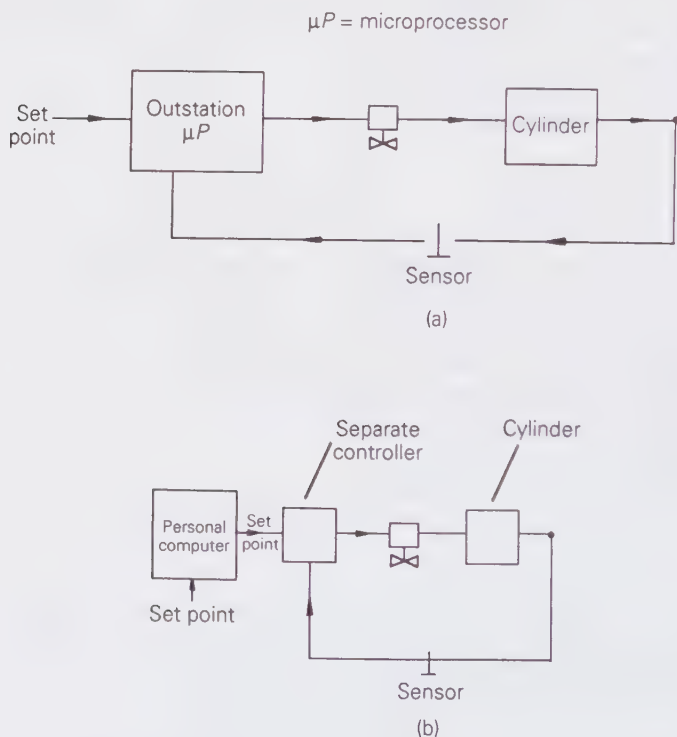 μP = microprocessor
Set
point
Outstation
μP
Cylinder
Sensor
(a)
Separate
controller
Cylinder
Personal
computer
Set
point
Set point
Sensor
(b)